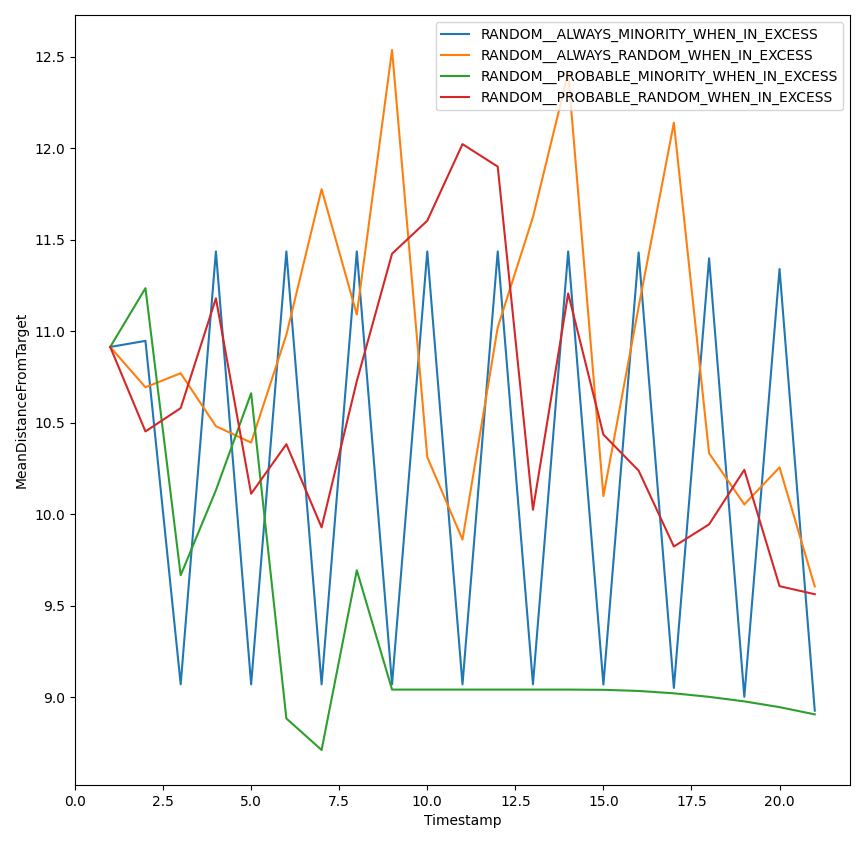 RANDOM__ALWAYS_MINORITY_WHEN_IN_EXCESS
RANDOM__ALWAYS_RANDOM_WHEN_IN_EXCESS
RANDOM__PROBABLE_MINORITY_WHEN_IN_EXCESS
RANDOM__PROBABLE_RANDOM_WHEN_IN_EXCESS
12.5
12.0
11.5
11.0
10.5
10.0
9.5
9.0
MeanDistanceFromTarget
0.0 2.5 5.0 7.5 10.0 12.5 15.0 17.5 20.0
Timestamp